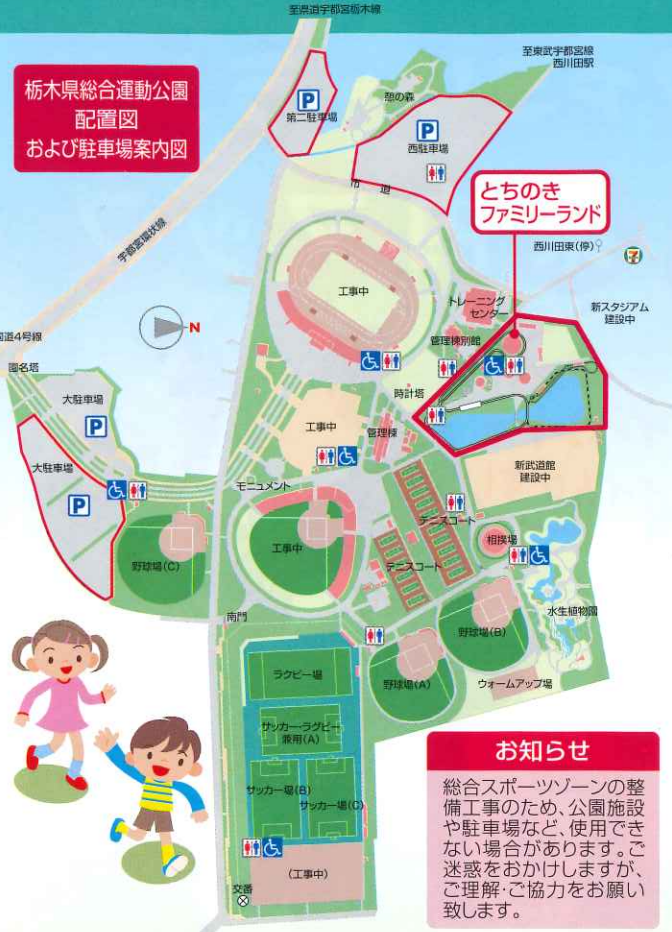 至県道宇都宮栃木線
至東武宇都宮線
西川田駅
栃木県総合運動公園
配置図
および駐車場案内図
P
第二駐車場
憩の森
P
西駐車場
市 道
とちのき
ファミリーランド
宇都宮環状線
西川田東(停)
7
工事中
トレーニング
センター
新スタジアム
建設中
N
管理棟別館
国道4号線
園名塔
時計塔
大駐車場
P
工事中
管理棟
大駐車場
P
モニュメント
新武道館
建設中
テニスコート
工事中
相撲場
野球場(C)
テニスコート
水生植物園
南門
野球場(B)
ラグビー場
野球場(A)
ウォームアップ場
サッカー・ラグビー
兼用(A)
サッカー場(B)
サッカー場(C)
(工事中)
交番
お知らせ
総合スポーツゾーンの整
備工事のため、公園施設
や駐車場など、使用でき
ない場合があります。ご
迷惑をおかけしますが、
ご理解・ご協力をお願い
致します。